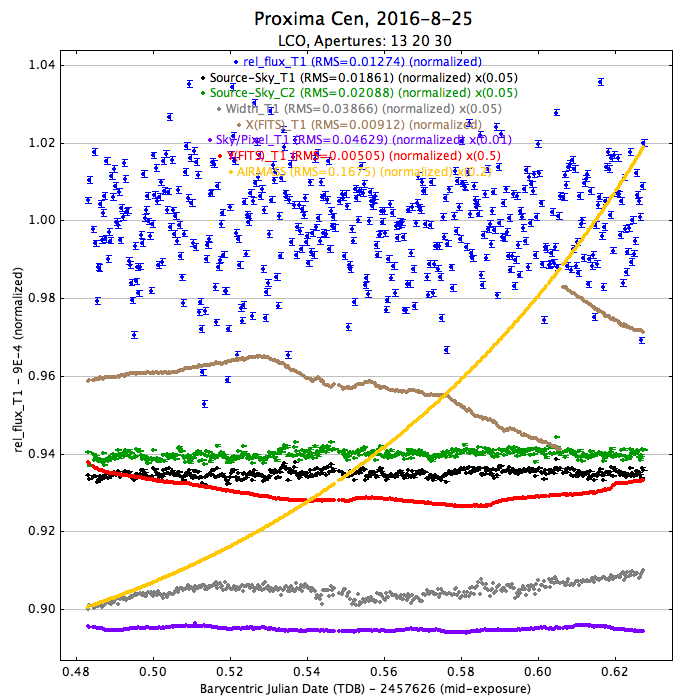 Proxima Cen, 2016-8-25
LCO, Apertures: 13 20 30
rel_flux_T1 (RMS=0.01274) (normalized)
Source-Sky_T1 (RMS=0.01861) (normalized) x(0.05)
Source-Sky_C2 (RMS=0.02088) (normalized) x(0.05)
Width_T1 (RMS=0.03866) (normalized) x(0.05)
X(FITS)_T1 (RMS=0.00912) (normalized)
Sky/Pixel_T1 (RMS=0.04629) (normalized) x(0.01)
Y(FITS)_T1 (RMS=0.00505) (normalized) x(0.5)
AIRMASS (RMS=0.1675) (normalized)
1.04
1.02
1.00
0.98
0.96
0.94
0.92
0.90
rel_flux_T1 - 9E-4 (normalized)
0.48 0.50 0.52 0.54 0.56 0.58 0.60 0.62
Barycentric Julian Date (TDB) - 2457626 (mid-exposure)